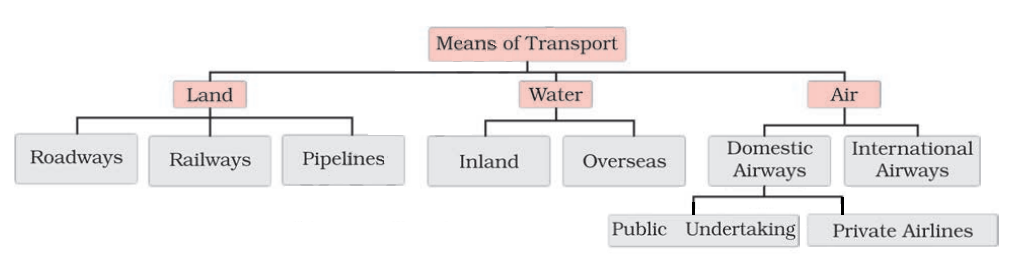 Means of Transport
Land
Water
Air
Roadways
Railways
Pipelines
Inland
Overseas
Domestic
Airways
International
Airways
Public Undertaking
Private Airlines